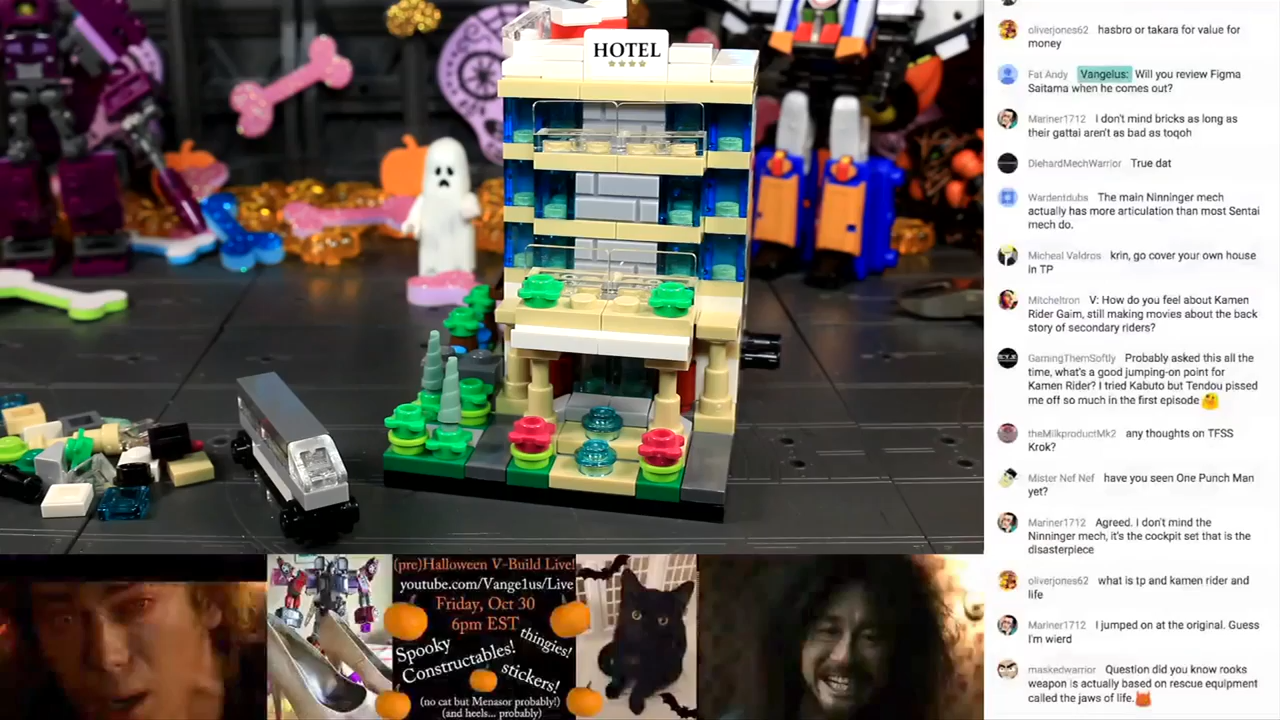 HOTEL
(pre)Halloween V-Build Live!
youtube.com/Vange1us/Live
Friday, Oct 30
6pm EST
Spooky
Constructables!
thingies!
stickers!
(no cat but Menasor probably!)
(and heels... probably)
oliverjones62 hasbro or takara for value for
money
Fat Andy Vangelus: Will you review Figma
Saitama when he comes out?
Mariner1712 I don't mind bricks as long as
their gattai aren't as bad as toqoh
DiehardMechWarrior True dat
Wardentdubs The main Ninninger mech
actually has more articulation than most Sentai
mech do.
Micheal Valdros krin, go cover your own house
in TP
Mitcheltron V: How do you feel about Kamen
Rider Gaim, still making movies about the back
story of secondary riders?
GamingThemSoftly Probably asked this all the
time, what's a good jumping-on point for
Kamen Rider? I tried Kabuto but Tendou pissed
me off so much in the first episode
theMilkproductMk2 any thoughts on TFSS
Krok?
Mister Nef Nef have you seen One Punch Man
yet?
Mariner1712 Agreed. I don't mind the
Ninninger mech, it's the cockpit set that is the
disasterpiece
oliverjones62 what is tp and kamen rider and
life
Mariner1712 I jumped on at the original. Guess
I'm wierd
maskedwarrior Question did you know rooks
weapon is actually based on rescue equipment
called the jaws of life.